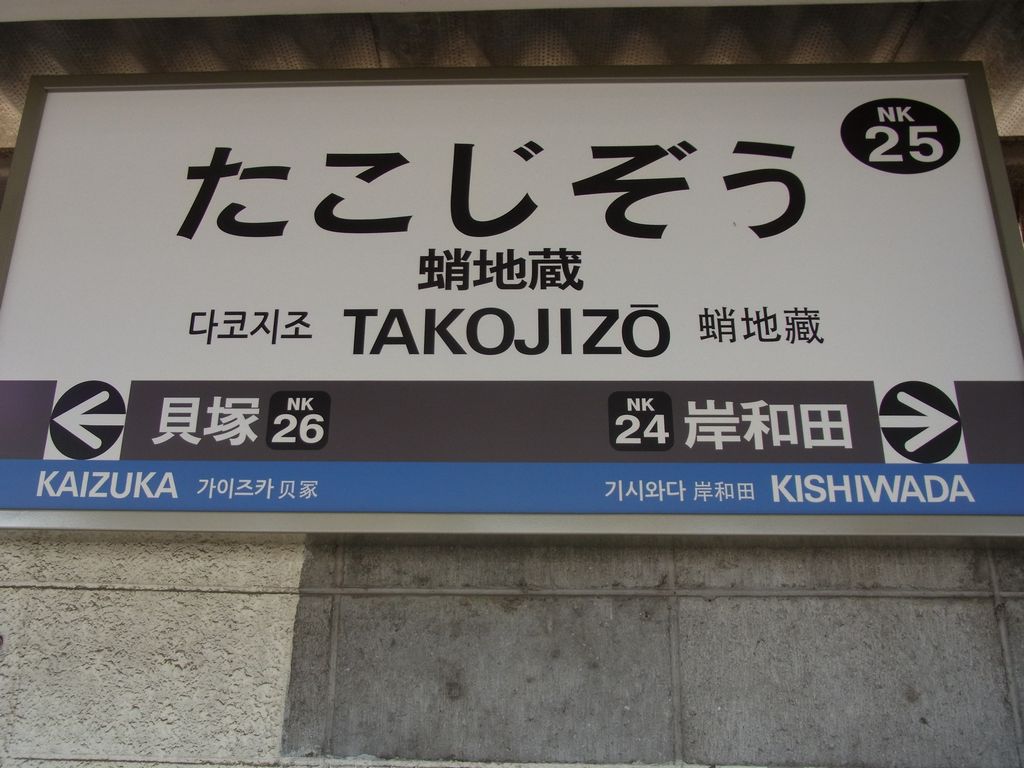 NK
25
たこじぞう
蛸地蔵
다코지조 TAKOJIZŌ 蛸地藏
貝塚 NK 26 NK 24 岸和田
KAIZUKA 가이즈카 贝冢 기시와다 岸和田 KISHIWADA